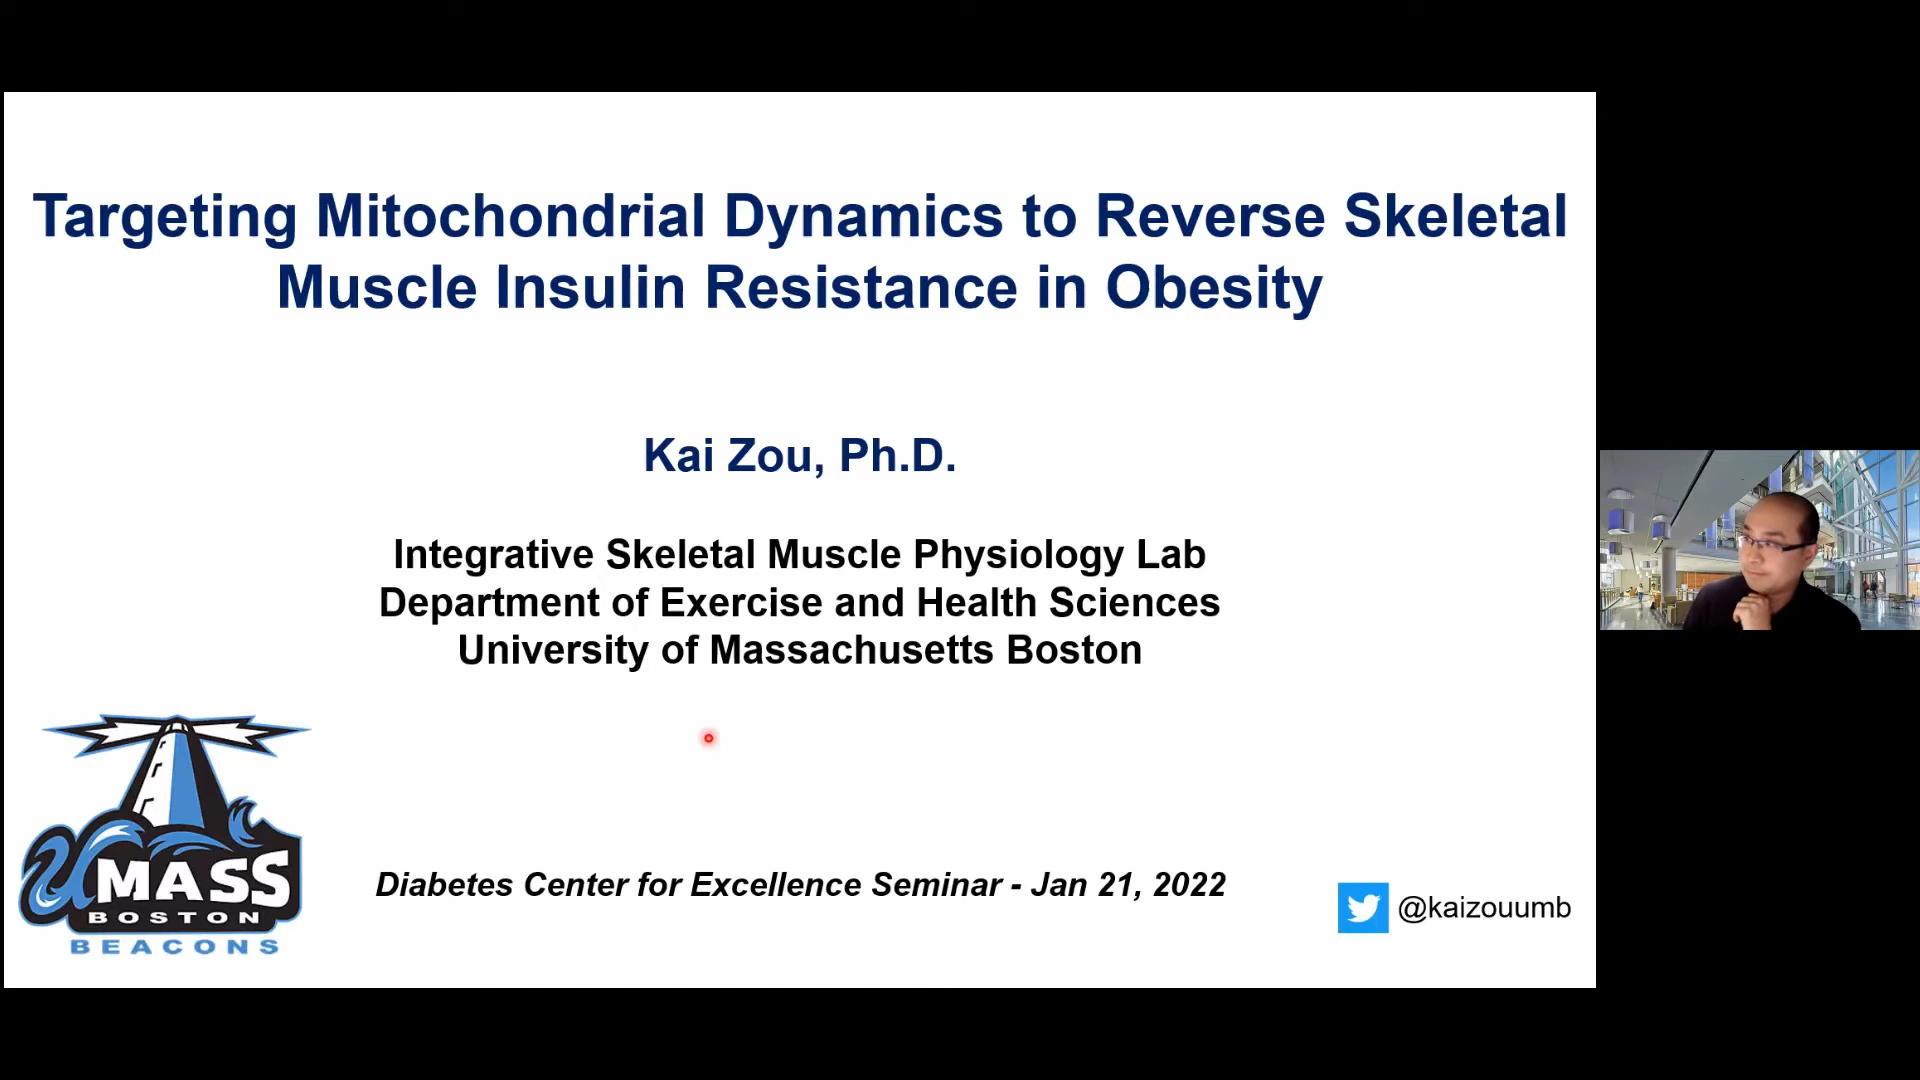 Targeting Mitochondrial Dynamics to Reverse Skeletal
Muscle Insulin Resistance in Obesity
Kai Zou, Ph.D.
Integrative Skeletal Muscle Physiology Lab
Department of Exercise and Health Sciences
University of Massachusetts Boston
UMASS
BOSTON
BEACONS
Diabetes Center for Excellence Seminar - Jan 21, 2022
@kaizouumb